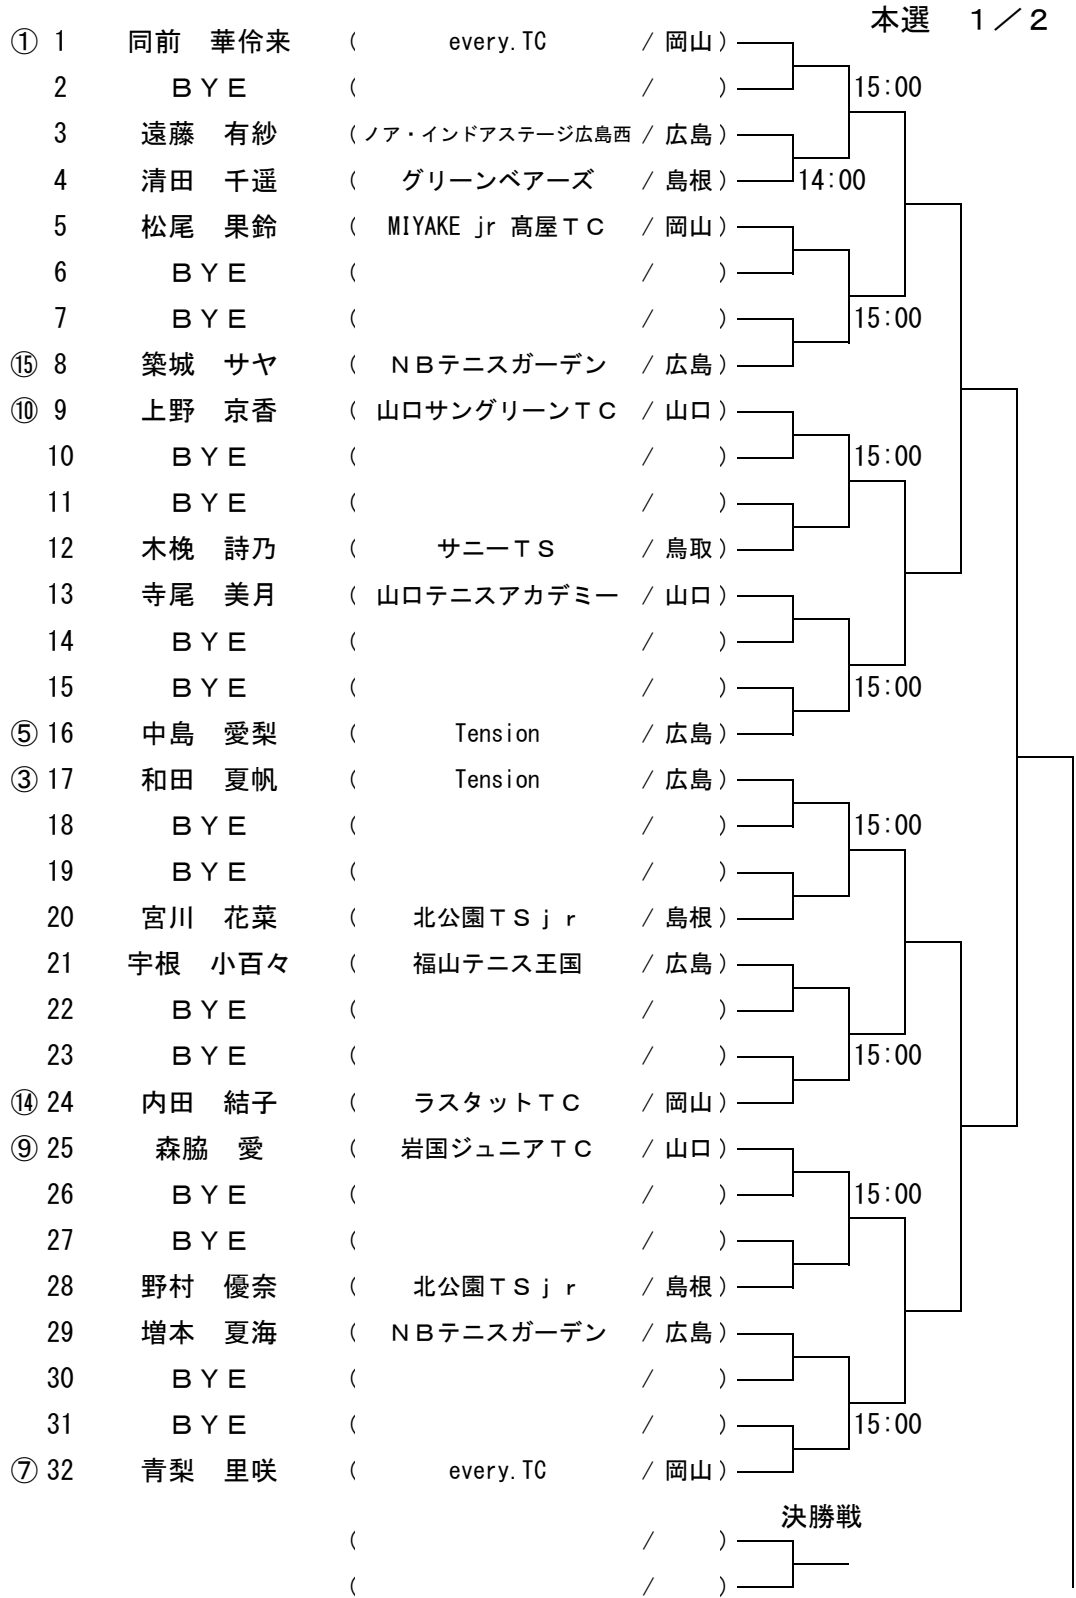 本選　１／２
① 1 同前　華伶来 ( every.TC / 岡山 )
2 ＢＹＥ ( / ) 15:00
3 遠藤　有紗 ( ノア・インドアステージ広島西 / 広島 )
4 清田　千遥 ( グリーンベアーズ / 島根 ) 14:00
5 松尾　果鈴 ( MIYAKE jr 髙屋ＴＣ / 岡山 )
6 ＢＹＥ ( / )
7 ＢＹＥ ( / ) 15:00
⑮ 8 築城　サヤ ( ＮＢテニスガーデン / 広島 )
⑩ 9 上野　京香 ( 山口サングリーンＴＣ / 山口 )
10 ＢＹＥ ( / ) 15:00
11 ＢＹＥ ( / )
12 木梚　詩乃 ( サニーＴＳ / 鳥取 )
13 寺尾　美月 ( 山口テニスアカデミー / 山口 )
14 ＢＹＥ ( / )
15 ＢＹＥ ( / ) 15:00
⑤ 16 中島　愛梨 ( Tension / 広島 )
③ 17 和田　夏帆 ( Tension / 広島 )
18 ＢＹＥ ( / ) 15:00
19 ＢＹＥ ( / )
20 宮川　花菜 ( 北公園ＴＳｊｒ / 島根 )
21 宇根　小百々 ( 福山テニス王国 / 広島 )
22 ＢＹＥ ( / )
23 ＢＹＥ ( / ) 15:00
⑭ 24 内田　結子 ( ラスタットＴＣ / 岡山 )
⑨ 25 森脇　愛 ( 岩国ジュニアＴＣ / 山口 )
26 ＢＹＥ ( / ) 15:00
27 ＢＹＥ ( / )
28 野村　優奈 ( 北公園ＴＳｊｒ / 島根 )
29 増本　夏海 ( ＮＢテニスガーデン / 広島 )
30 ＢＹＥ ( / )
31 ＢＹＥ ( / ) 15:00
⑦ 32 青梨　里咲 ( every.TC / 岡山 )
決勝戦
( / )
( / )